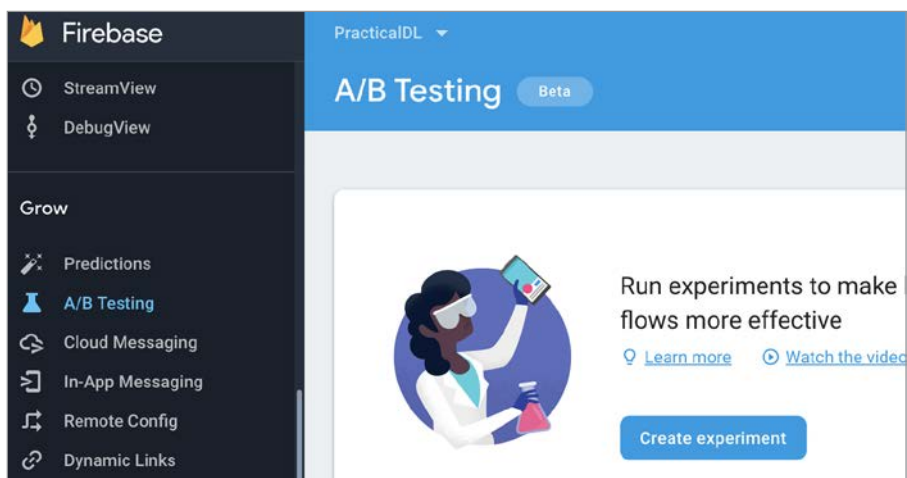 Firebase
StreamView
DebugView
Grow
Predictions
A/B Testing
Cloud Messaging
In-App Messaging
Remote Config
Dynamic Links
PracticalDL
A/B Testing Beta
Run experiments to make
flows more effective
Learn more Watch the video
Create experiment